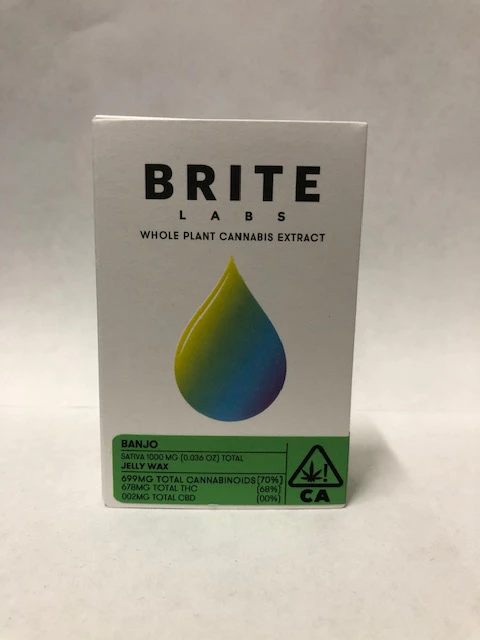 BRITE
LABS
WHOLE PLANT CANNABIS EXTRACT
BANJO
SATIVA 1000 MG (0.036 OZ) TOTAL
JELLY WAX
699MG TOTAL CANNABINOIDS (70%)
678MG TOTAL THC (68%)
002MG TOTAL CBD (00%)
!
CA